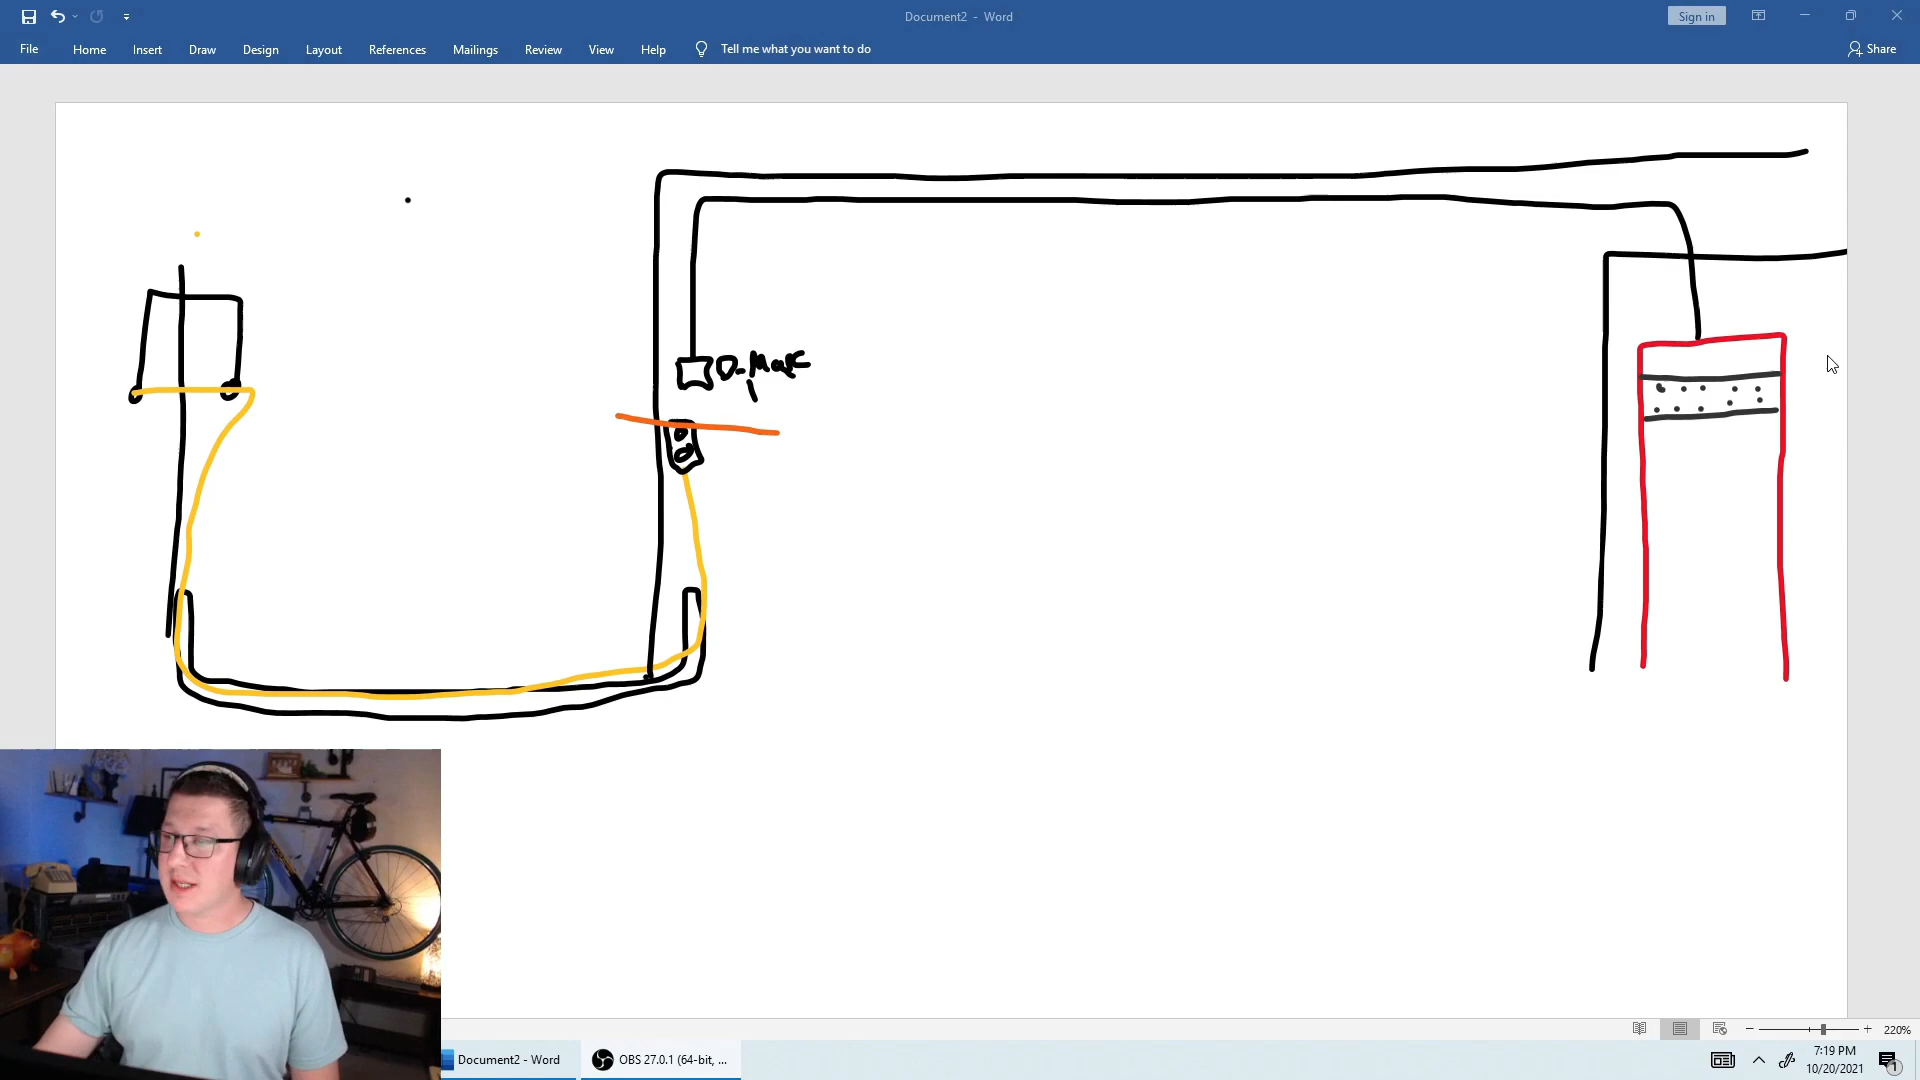 Document2 - Word
Sign in
File Home Insert Draw Design Layout References Mailings Review View Help Tell me what you want to do
Share
D-Marc
220%
Document2 - Word
OBS 27.0.1 (64-bit, ...
7:19 PM
10/20/2021
1